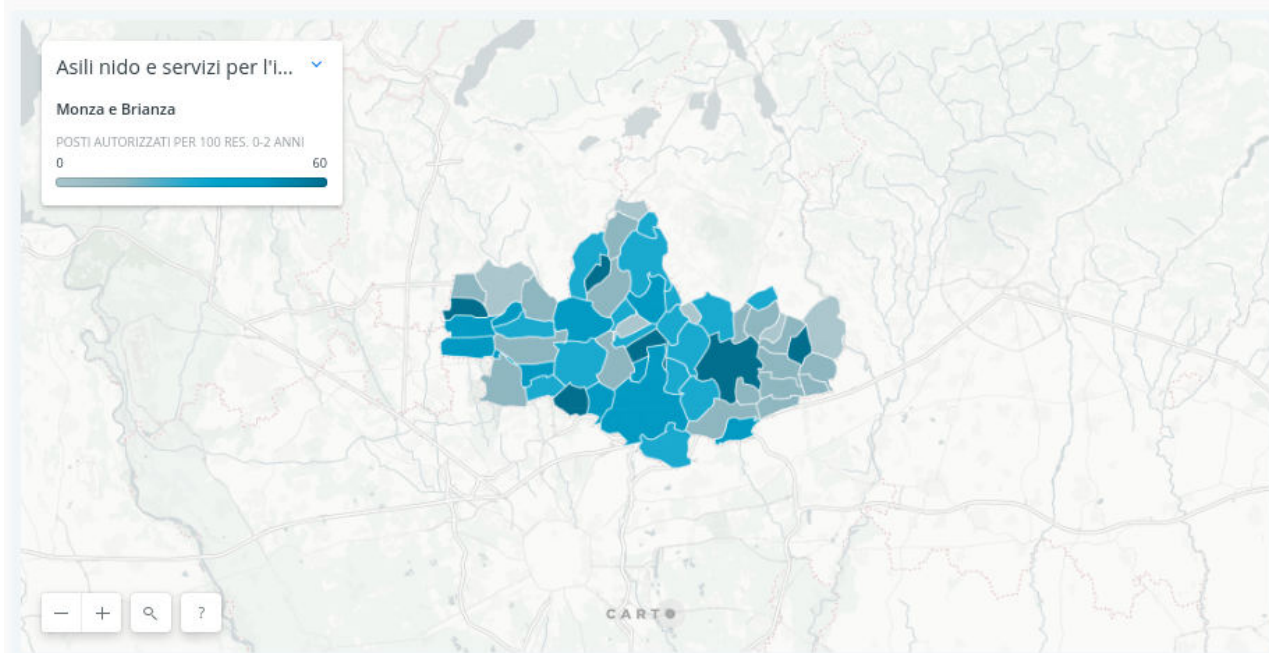 Asili nido e servizi per l'i...
Monza e Brianza
POSTI AUTORIZZATI PER 100 RES. 0-2 ANNI
0 60
CARTO
?